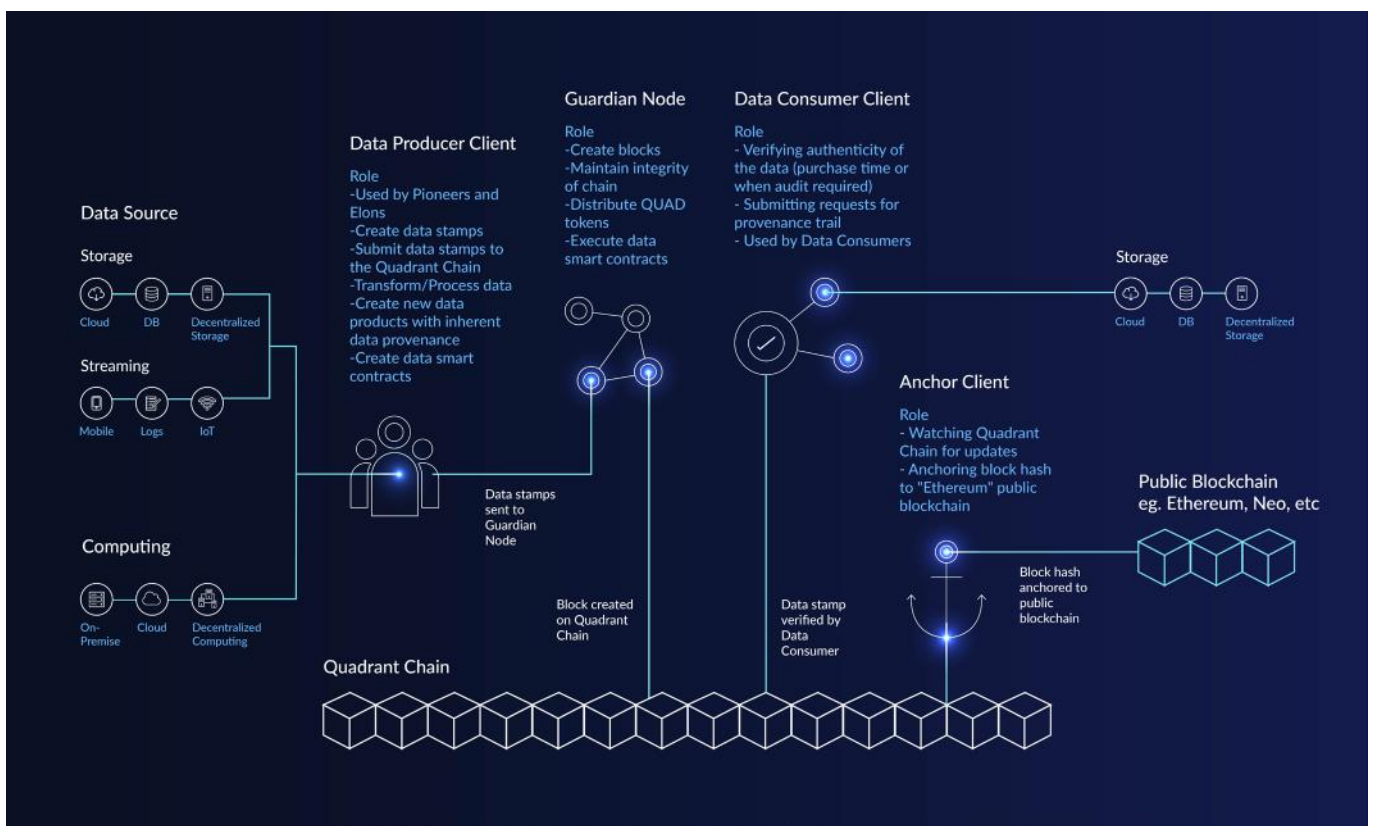 Data Source
Storage
Cloud
DB
Decentralized
Storage
Streaming
Mobile
Logs
IoT
Computing
On-
Premise
Cloud
Decentralized
Computing
Data Producer Client
Role
-Used by Pioneers and
Elons
-Create data stamps
-Submit data stamps to
the Quadrant Chain
-Transform/Process data
-Create new data
products with inherent
data provenance
-Create data smart
contracts
Data stamps
sent to
Guardian
Node
Guardian Node
Role
-Create blocks
-Maintain integrity
of chain
-Distribute QUAD
tokens
-Execute data
smart contracts
Block created
on Quadrant
Chain
Data Consumer Client
Role
- Verifying authenticity of
the data (purchase time or
when audit required)
- Submitting requests for
provenance trail
- Used by Data Consumers
Data stamp
verified by
Data
Consumer
Storage
Cloud
DB
Decentralized
Storage
Anchor Client
Role
- Watching Quadrant
Chain for updates
- Anchoring block hash
to "Ethereum" public
blockchain
Block hash
anchored to
public
blockchain
Public Blockchain
eg. Ethereum, Neo, etc
Quadrant Chain